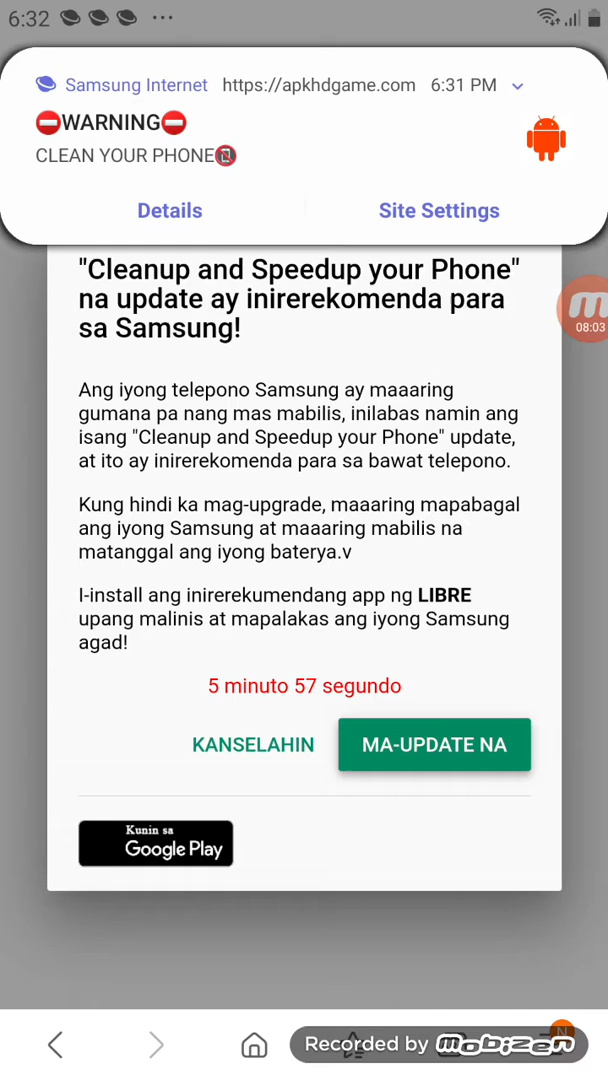 6:32
Samsung Internet https://apkhdgame.com 6:31 PM
⛔WARNING⛔
CLEAN YOUR PHONE📵
Details Site Settings
"Cleanup and Speedup your Phone"
na update ay inirerekomenda para
sa Samsung!
Ang iyong telepono Samsung ay maaaring
gumana pa nang mas mabilis, inilabas namin ang
isang "Cleanup and Speedup your Phone" update,
at ito ay inirerekomenda para sa bawat telepono.
Kung hindi ka mag-upgrade, maaaring mapabagal
ang iyong Samsung at maaaring mabilis na
matanggal ang iyong baterya.v
I-install ang inirerekumendang app ng LIBRE
upang malinis at mapalakas ang iyong Samsung
agad!
5 minuto 57 segundo
KANSELAHIN MA-UPDATE NA
Kunin sa
Google Play
08:03
N
Recorded by mobizen